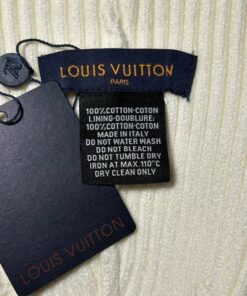 LOUIS VUITTON
PARIS
100%COTTON-COTON
LINING-DOUBLURE:
100%COTTON-COTON
MADE IN ITALY
DO NOT WATER WASH
DO NOT BLEACH
DO NOT TUMBLE DRY
IRON AT MAX.110°C
DRY CLEAN ONLY
LOUIS VUITTON